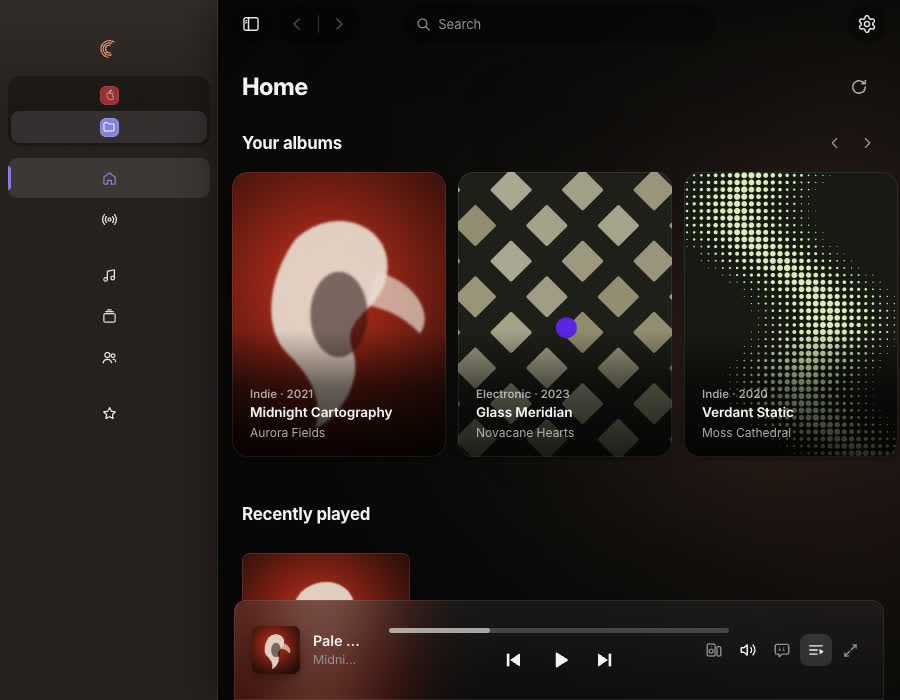 Search
Home
Your albums
Indie · 2021
Midnight Cartography
Aurora Fields
Electronic · 2023
Glass Meridian
Novacane Hearts
Indie · 2020
Verdant Static
Moss Cathedral
Recently played
Pale ...
Midni...